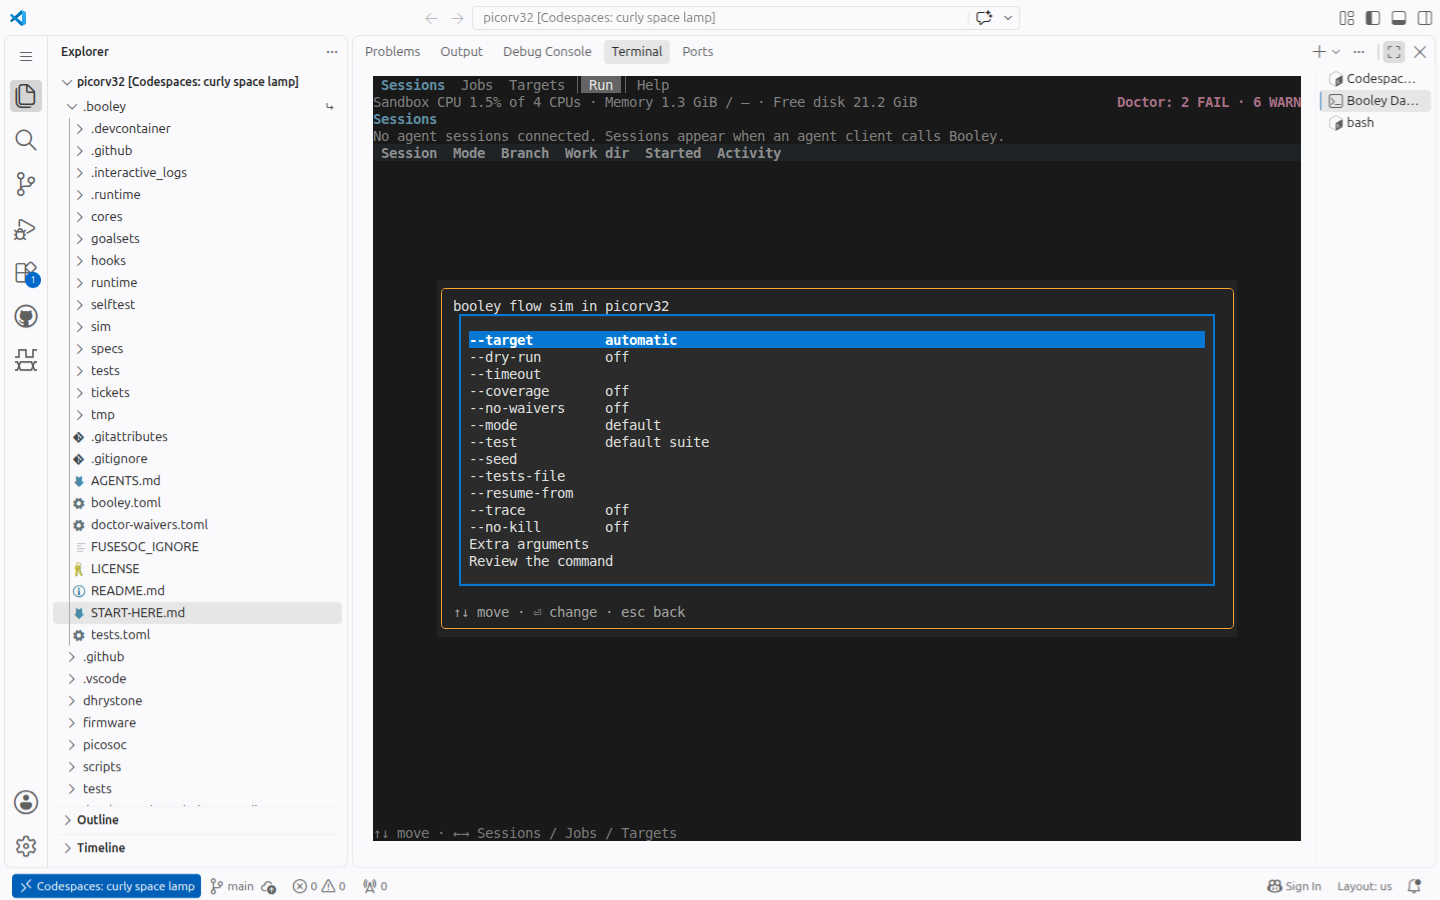 picorv32 [Codespaces: curly space lamp]
Explorer
Problems Output Debug Console Terminal Ports
picorv32 [Codespaces: curly space lamp]
.booley
.devcontainer
.github
.interactive_logs
.runtime
cores
goalsets
hooks
runtime
selftest
sim
specs
tests
tickets
tmp
.gitattributes
.gitignore
AGENTS.md
booley.toml
doctor-waivers.toml
FUSESOC_IGNORE
LICENSE
README.md
START-HERE.md
tests.toml
.github
.vscode
dhrystone
firmware
picosoc
scripts
tests
Outline
Timeline
1
Sessions Jobs Targets Run Help
Sandbox CPU 1.5% of 4 CPUs · Memory 1.3 GiB / — · Free disk 21.2 GiB Doctor: 2 FAIL · 6 WARN
Sessions
No agent sessions connected. Sessions appear when an agent client calls Booley.
Session Mode Branch Work dir Started Activity
booley flow sim in picorv32
--target automatic
--dry-run off
--timeout
--coverage off
--no-waivers off
--mode default
--test default suite
--seed
--tests-file
--resume-from
--trace off
--no-kill off
Extra arguments
Review the command
↑↓ move · ⏎ change · esc back
↑↓ move · ←→ Sessions / Jobs / Targets
Codespac...
Booley Da...
bash
Codespaces: curly space lamp main 0 0 0 Sign In Layout: us